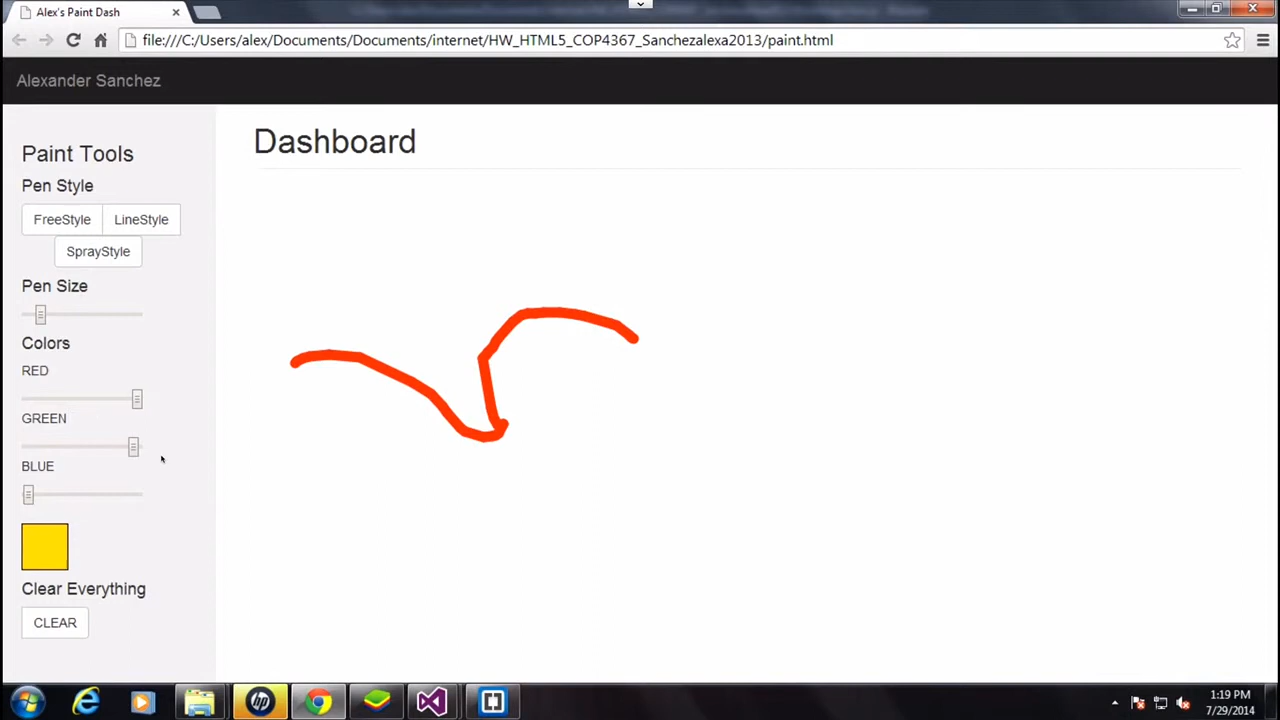 Alex's Paint Dash
file:///C:/Users/alex/Documents/Documents/internet/HW_HTML5_COP4367_Sanchezalexa2013/paint.html
Alexander Sanchez
Dashboard
Paint Tools
Pen Style
FreeStyle LineStyle
SprayStyle
Pen Size
Colors
RED
GREEN
BLUE
Clear Everything
CLEAR
hp
1:19 PM
7/29/2014